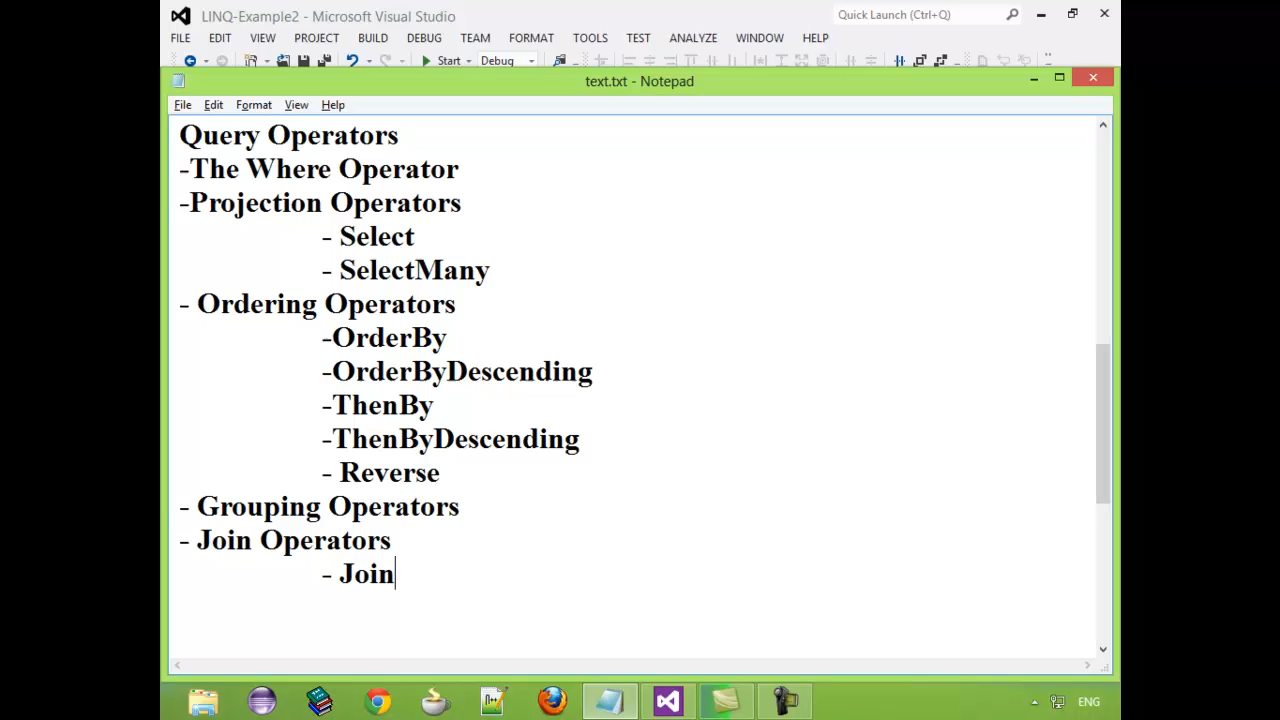 LINQ-Example2 - Microsoft Visual Studio
Quick Launch (Ctrl+Q)
FILE EDIT VIEW PROJECT BUILD DEBUG TEAM FORMAT TOOLS TEST ANALYZE WINDOW HELP
Start Debug
text.txt - Notepad
File Edit Format View Help
Query Operators
-The Where Operator
-Projection Operators
- Select
- SelectMany
- Ordering Operators
-OrderBy
-OrderByDescending
-ThenBy
-ThenByDescending
- Reverse
- Grouping Operators
- Join Operators
- Join
ENG